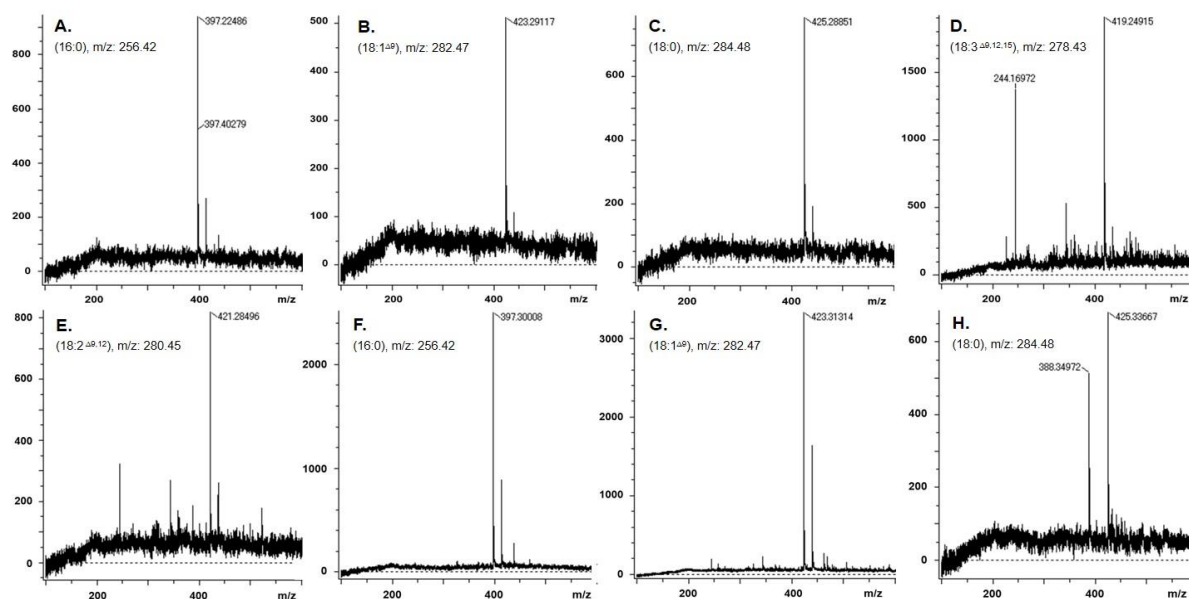 A.
(16:0), m/z: 256.42
397.22486
397.40279
800
600
400
200
0
200
400
m/z
B.
(18:1Δ9), m/z: 282.47
423.29117
500
400
300
200
100
0
200
400
m/z
C.
(18:0), m/z: 284.48
425.28851
600
400
200
0
200
400
m/z
D.
(18:3 Δ9,12,15), m/z: 278.43
419.24915
244.16972
1500
1000
500
0
200
400
m/z
E.
(18:2 Δ9,12), m/z: 280.45
421.28496
800
600
400
200
0
200
400
m/z
F.
(16:0), m/z: 256.42
397.30008
2000
1000
0
200
400
m/z
G.
(18:1Δ9), m/z: 282.47
423.31314
3000
2000
1000
0
200
400
m/z
H.
(18:0), m/z: 284.48
425.33667
388.34972
600
400
200
0
200
400
m/z